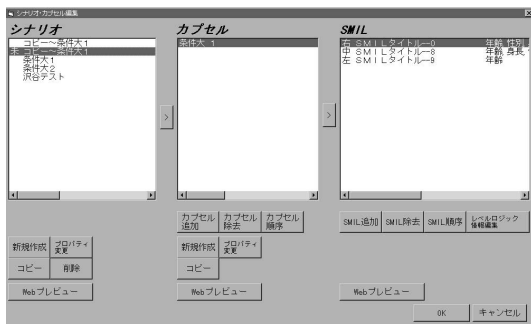 シナリオ・カプセル編集
シナリオ
コピー～条件大1
未 コピー～条件大1
条件大1
条件大2
沢谷テスト
カプセル
条件大 1
SMIL
右 SMILタイトル--0 年齢 性別
中 SMILタイトル--8 年齢 身長
左 SMILタイトル--9 年齢
>
>
カプセル追加
カプセル除去
カプセル順序
SMIL追加
SMIL除去
SMIL順序
レベルロジック情報編集
新規作成
プロパティ変更
新規作成
プロパティ変更
コピー
削除
コピー
Webプレビュー
Webプレビュー
Webプレビュー
OK
キャンセル